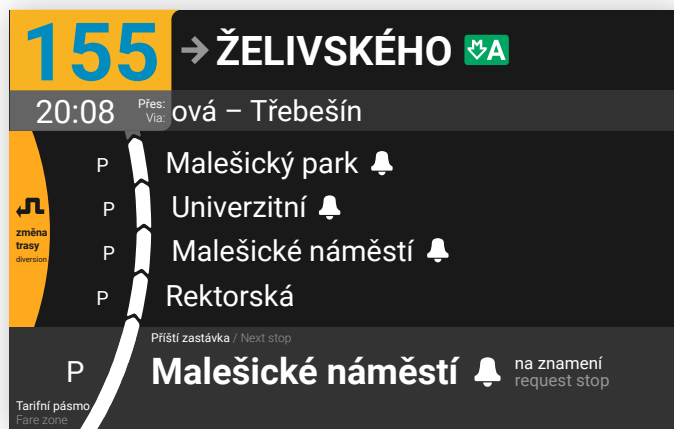 155 → ŽELIVSKÉHO A
20:08 Přes: Via: ová – Třebešín
P Malešický park
P Univerzitní
P Malešické náměstí
P Rektorská
změna
trasy
diversion
Příští zastávka / Next stop
P Malešické náměstí na znamení
request stop
Tarifní pásmo
Fare zone